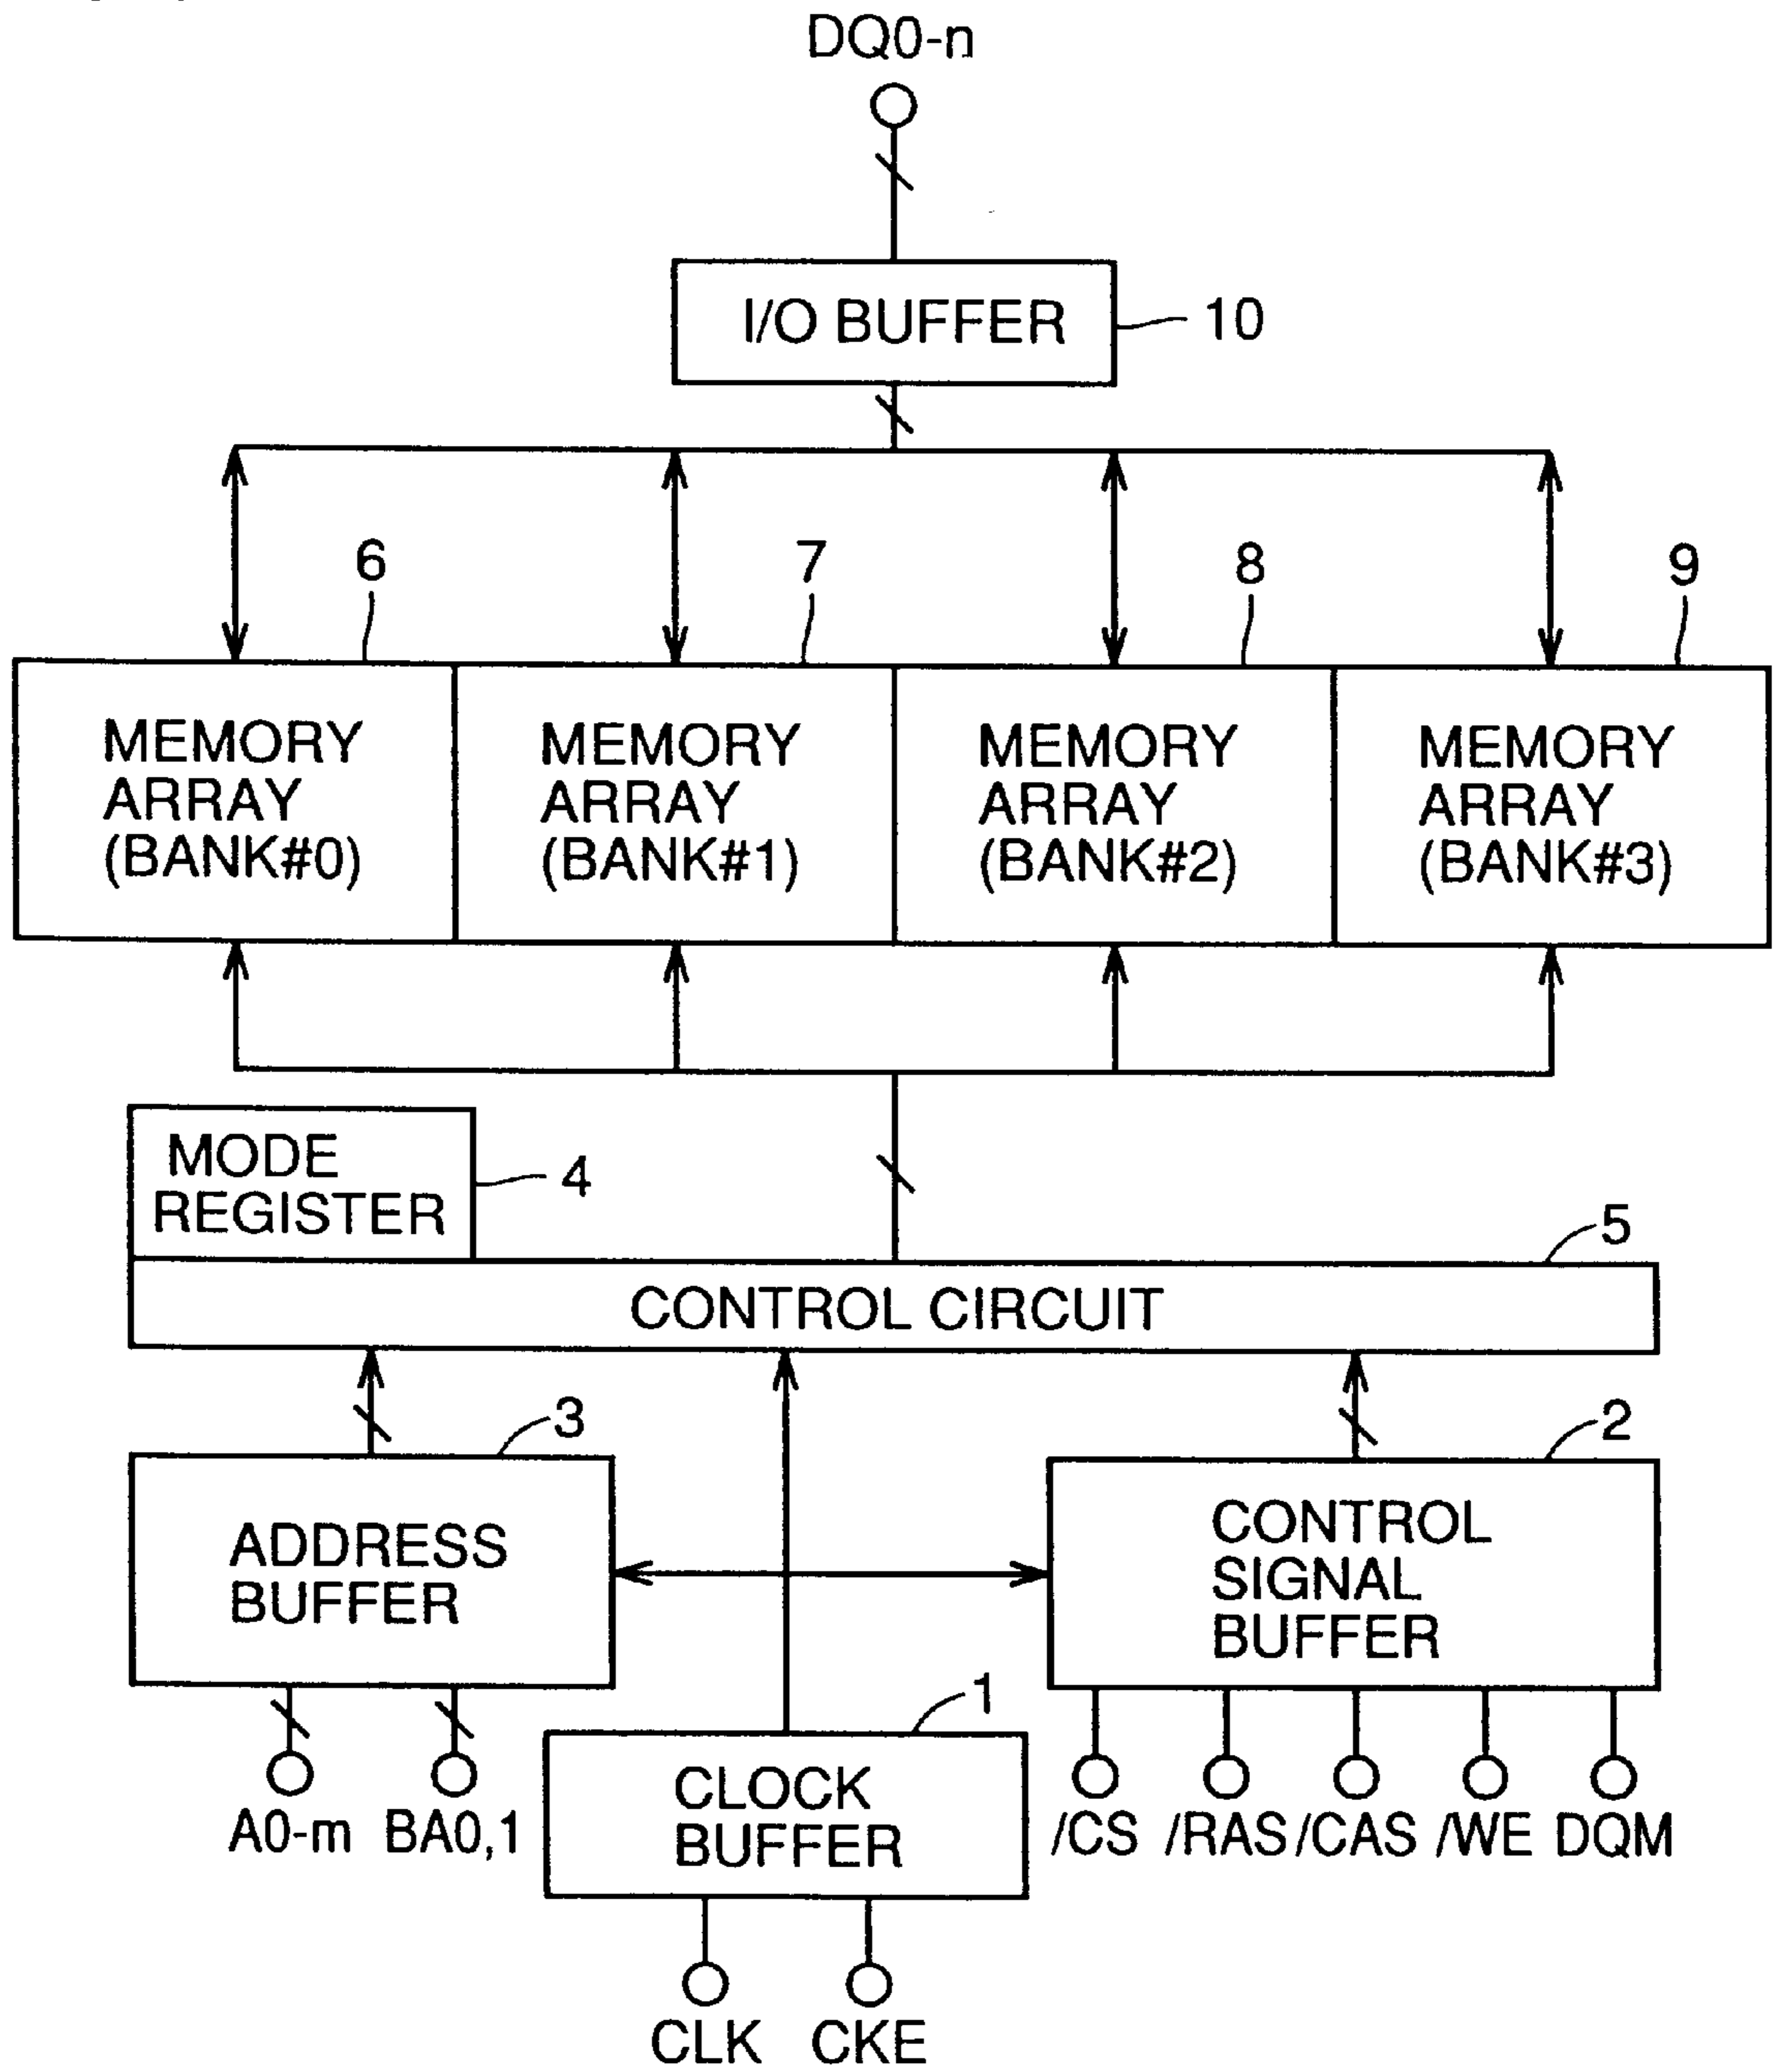 DQ0-n
I/O BUFFER
10
6
7
8
9
MEMORY
ARRAY
(BANK#0)
MEMORY
ARRAY
(BANK#1)
MEMORY
ARRAY
(BANK#2)
MEMORY
ARRAY
(BANK#3)
MODE
REGISTER
4
5
CONTROL CIRCUIT
3
2
ADDRESS
BUFFER
CONTROL
SIGNAL
BUFFER
1
A0-m
BA0,1
CLOCK
BUFFER
/CS
/RAS
/CAS
/WE
DQM
CLK
CKE